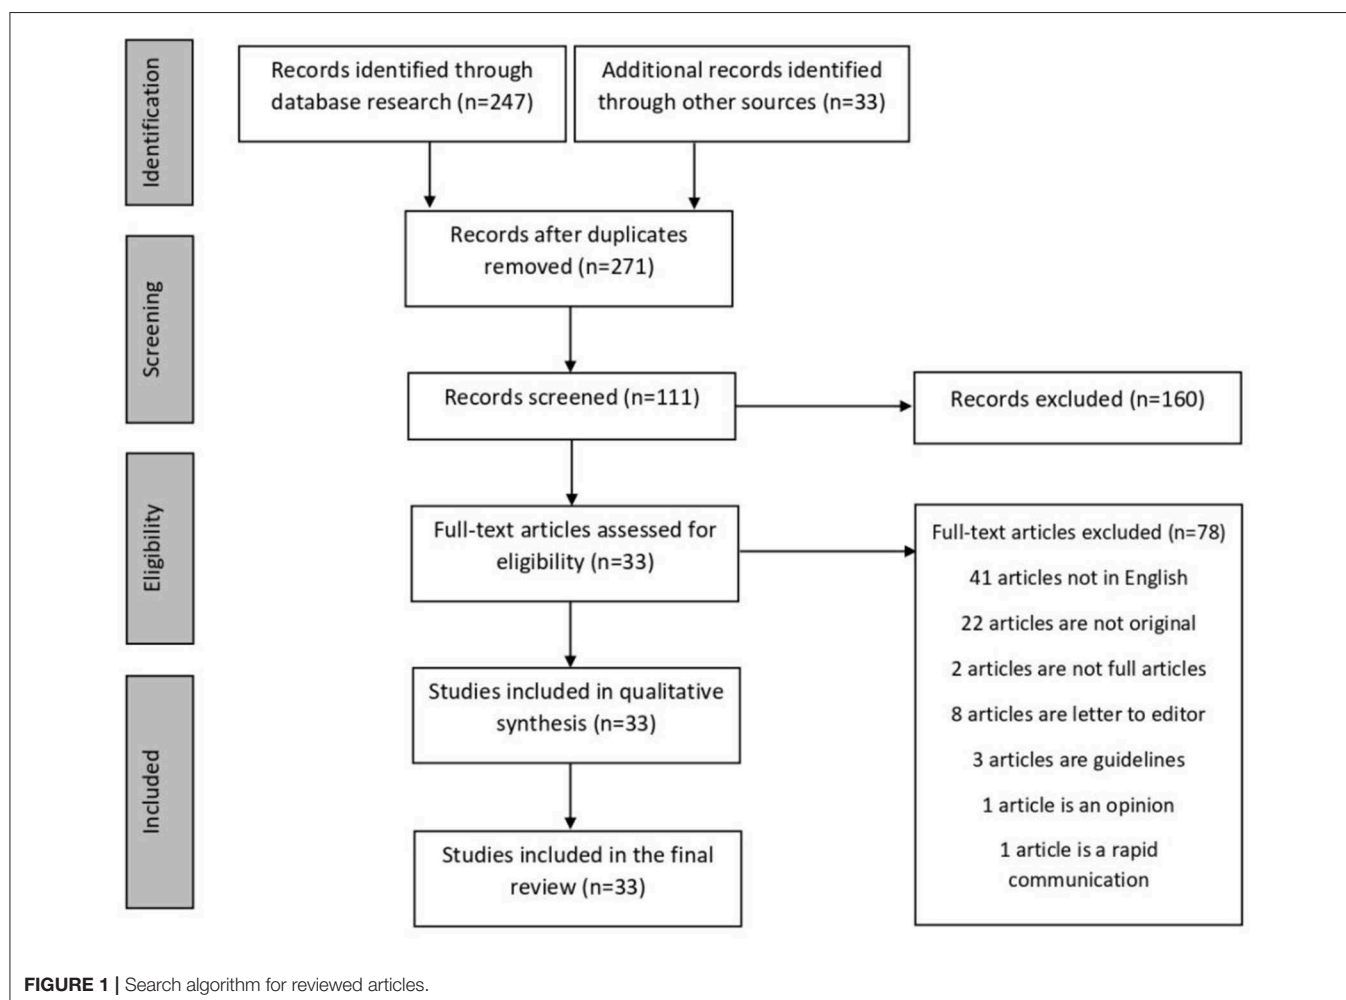 Identification
Records identified through
database research (n=247)
Additional records identified
through other sources (n=33)
Records after duplicates
removed (n=271)
Screening
Records screened (n=111)
Records excluded (n=160)
Eligibility
Full-text articles assessed for
eligibility (n=33)
Full-text articles excluded (n=78)
41 articles not in English
22 articles are not original
2 articles are not full articles
8 articles are letter to editor
3 articles are guidelines
1 article is an opinion
1 article is a rapid
communication
Included
Studies included in qualitative
synthesis (n=33)
Studies included in the final
review (n=33)
FIGURE 1 | Search algorithm for reviewed articles.